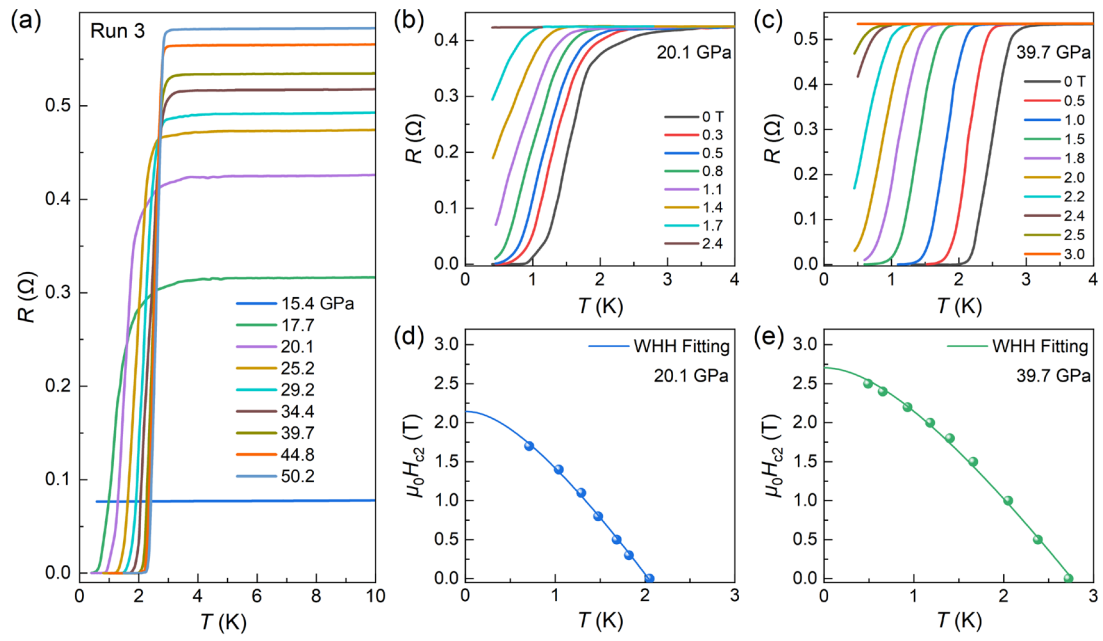 (a)
Run 3
R (Ω)
0.5
0.4
0.3
0.2
0.1
0.0
15.4 GPa
17.7
20.1
25.2
29.2
34.4
39.7
44.8
50.2
0 2 4 6 8 10
T (K)
(b)
20.1 GPa
R (Ω)
0.4
0.3
0.2
0.1
0.0
0 T
0.3
0.5
0.8
1.1
1.4
1.7
2.4
0 1 2 3 4
T (K)
(c)
39.7 GPa
R (Ω)
0.5
0.4
0.3
0.2
0.1
0.0
0 T
0.5
1.0
1.5
1.8
2.0
2.2
2.4
2.5
3.0
0 1 2 3 4
T (K)
(d)
WHH Fitting
20.1 GPa
μ0Hc2 (T)
3.0
2.5
2.0
1.5
1.0
0.5
0.0
0 1 2 3
T (K)
(e)
WHH Fitting
39.7 GPa
μ0Hc2 (T)
3.0
2.5
2.0
1.5
1.0
0.5
0.0
0 1 2 3
T (K)